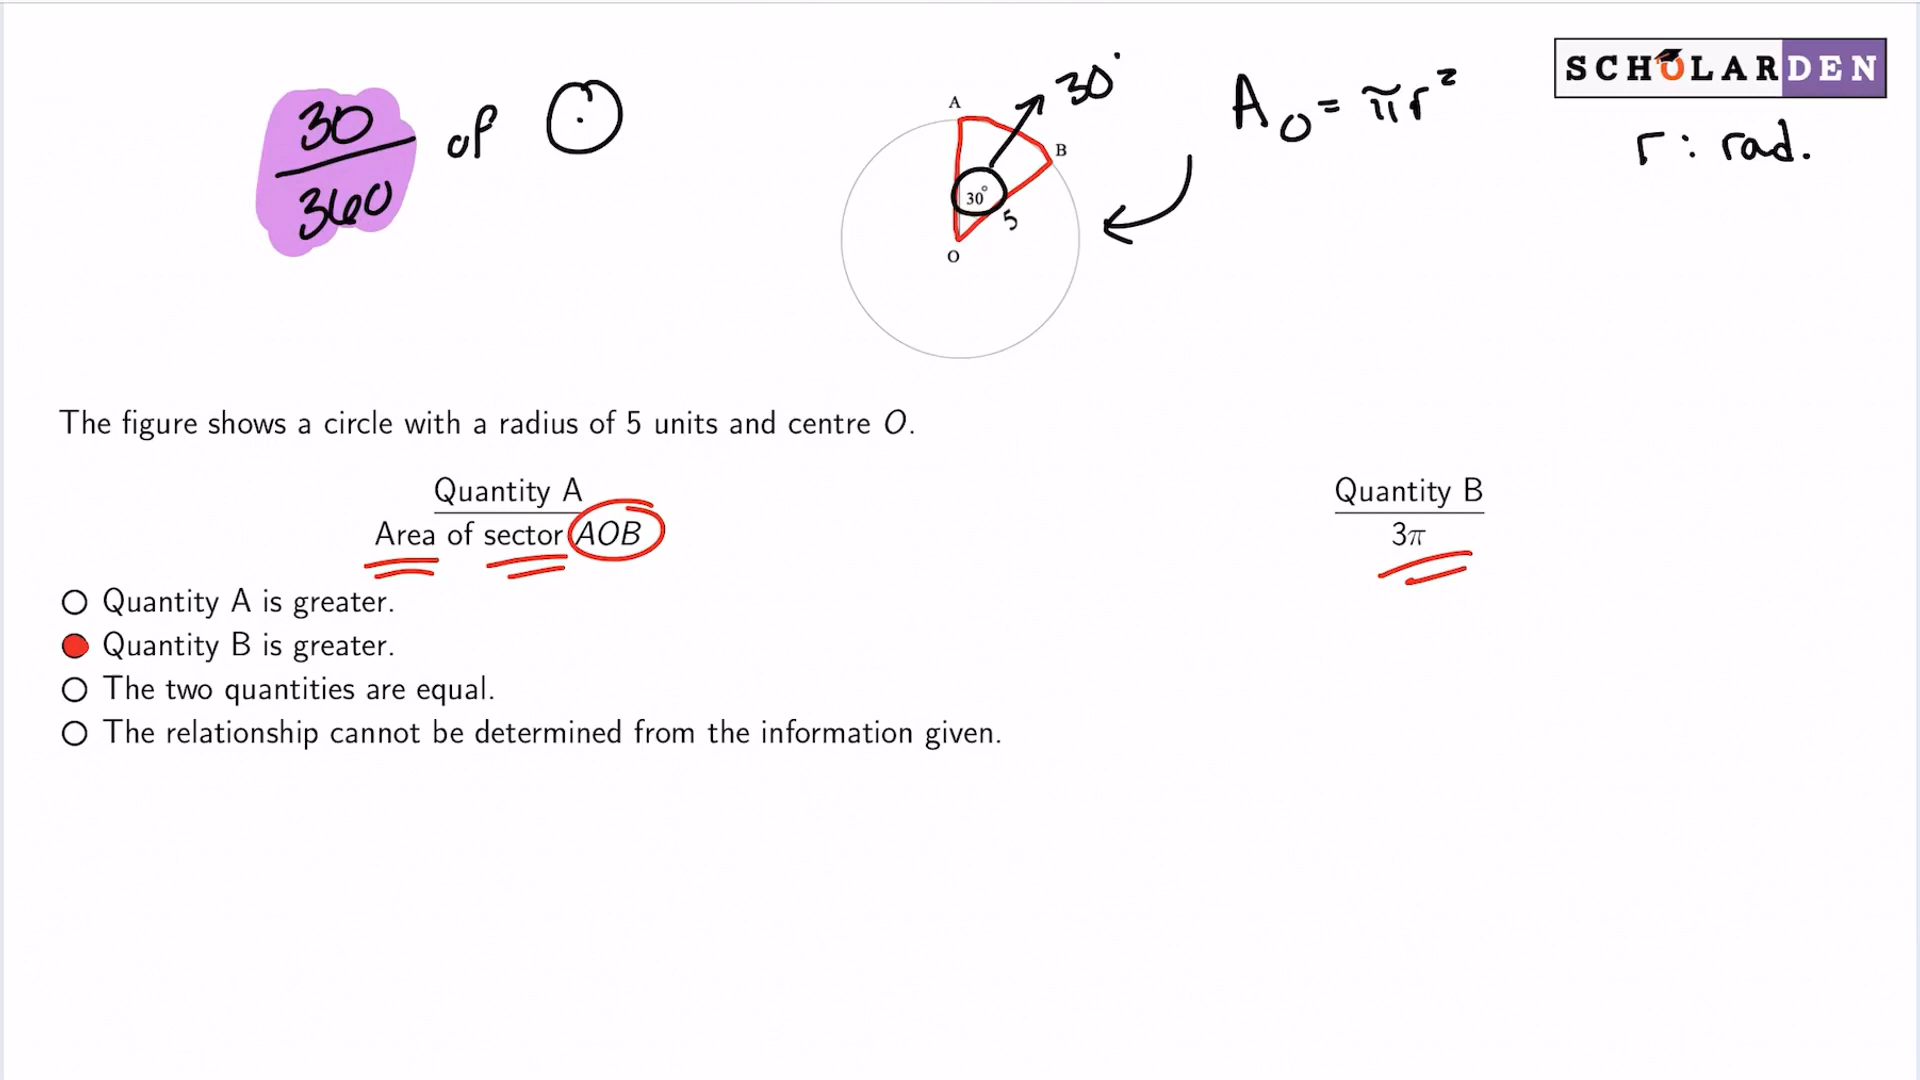 SCHOLARDEN
30/360 of
A
B
30°
5
O
30°
A○ = πr²
r : rad.
The figure shows a circle with a radius of 5 units and centre O.
Quantity A
Area of sector AOB
Quantity B
3π
Quantity A is greater.
Quantity B is greater.
The two quantities are equal.
The relationship cannot be determined from the information given.